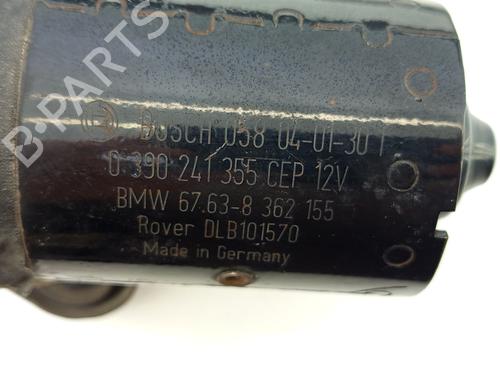 BOSCH 058 04-01-30 1
0 390 241 355 CEP 12V
BMW 67.63-8 362 155
Rover DLB101570
Made in Germany
B-PARTS